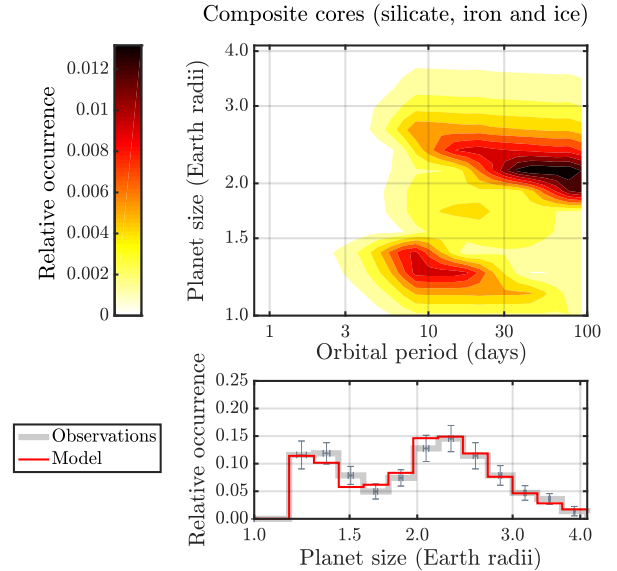 Composite cores (silicate, iron and ice)
Relative occurrence
0.012
0.01
0.008
0.006
0.004
0.002
0
Planet size (Earth radii)
4.0
3.0
2.0
1.5
1.0
1 3 10 30 100
Orbital period (days)
Observations
Model
Relative occurrence
0.25
0.20
0.15
0.10
0.05
0.00
1.0 1.5 2.0 3.0 4.0
Planet size (Earth radii)